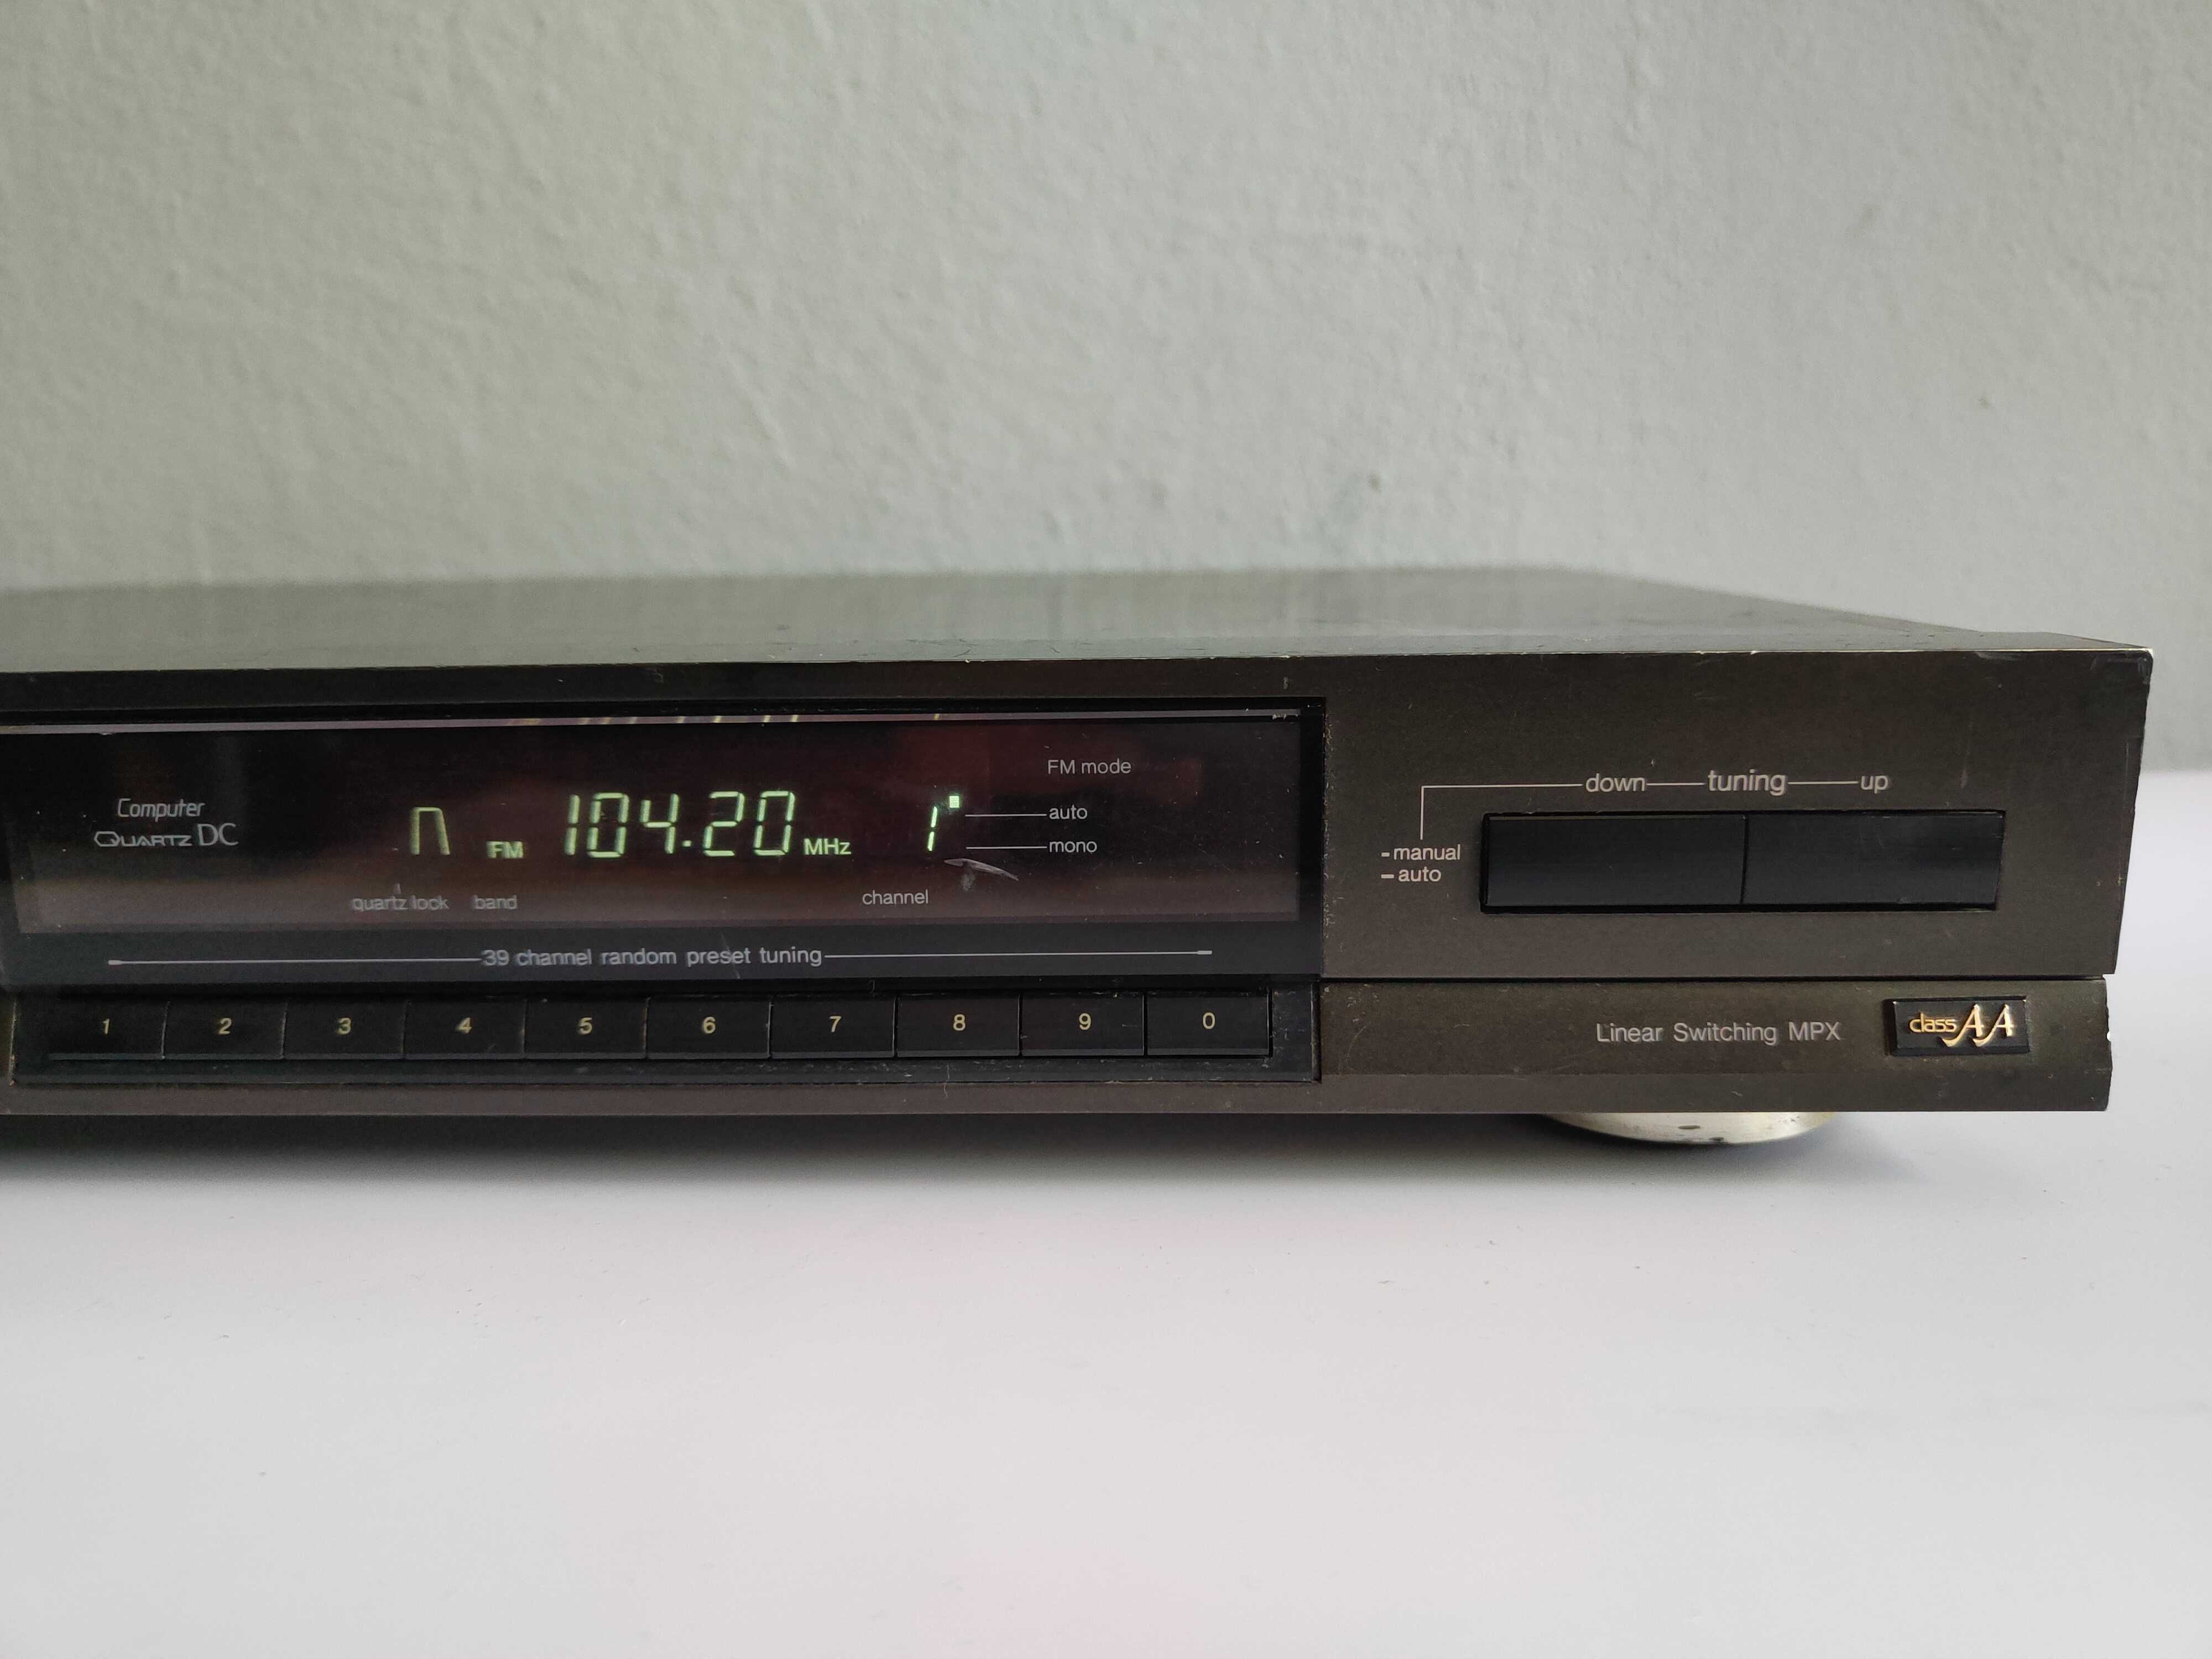 FM mode
down tuning up
Computer
QUARTZ DC
FM 104.20 MHz 1
auto
mono
- manual
- auto
quartz lock band channel
39 channel random preset tuning
1 2 3 4 5 6 7 8 9 0
Linear Switching MPX
class AA